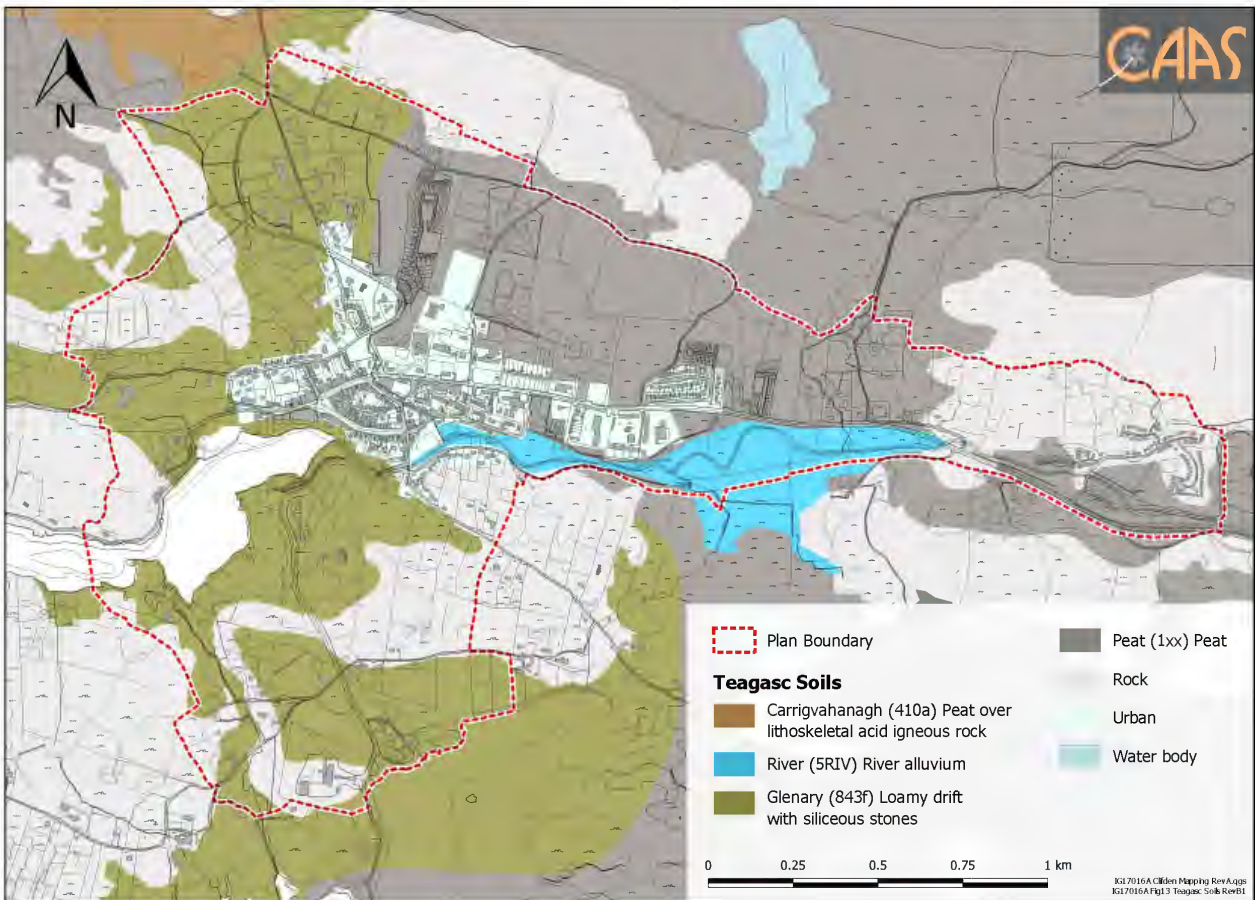 CAAS
N
Plan Boundary
Teagasc Soils
Carrigvahanagh (410a) Peat over
lithoskeletal acid igneous rock
River (5RIV) River alluvium
Glenary (843f) Loamy drift
with siliceous stones
Peat (1xx) Peat
Rock
Urban
Water body
0 0.25 0.5 0.75 1 km
IG17016A Clifden Mapping RevA.qgs
IG17016A Fig13 Teagasc Soils RevB1